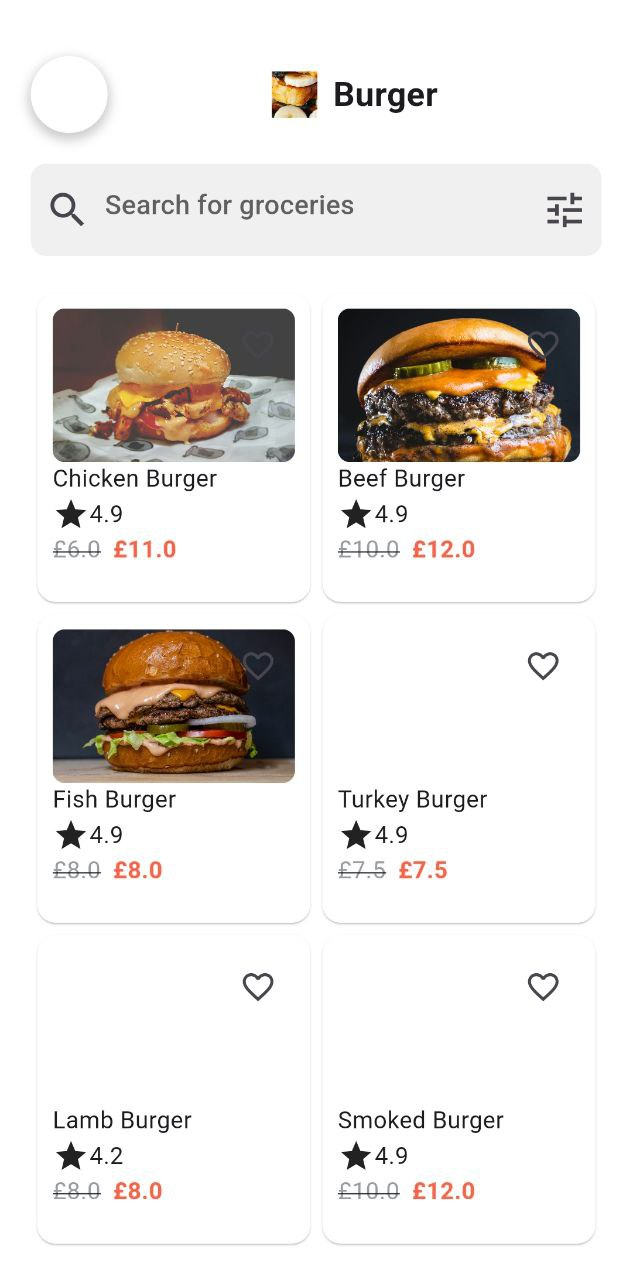 Burger
Search for groceries
Chicken Burger
4.9
£6.0 £11.0
Beef Burger
4.9
£10.0 £12.0
Fish Burger
4.9
£8.0 £8.0
Turkey Burger
4.9
£7.5 £7.5
Lamb Burger
4.2
£8.0 £8.0
Smoked Burger
4.9
£10.0 £12.0